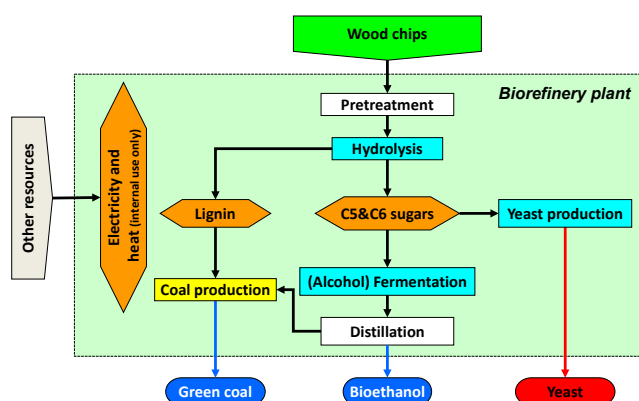 Wood chips
Biorefinery plant
Pretreatment
Hydrolysis
Other resources
Electricity and
heat (internal use only)
Lignin
C5&C6 sugars
Yeast production
Coal production
(Alcohol) Fermentation
Distillation
Green coal
Bioethanol
Yeast